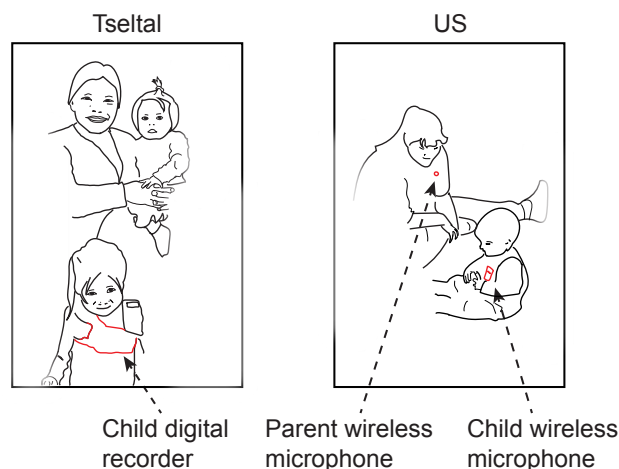 Tseltal
US
Child digital
recorder
Parent wireless
microphone
Child wireless
microphone